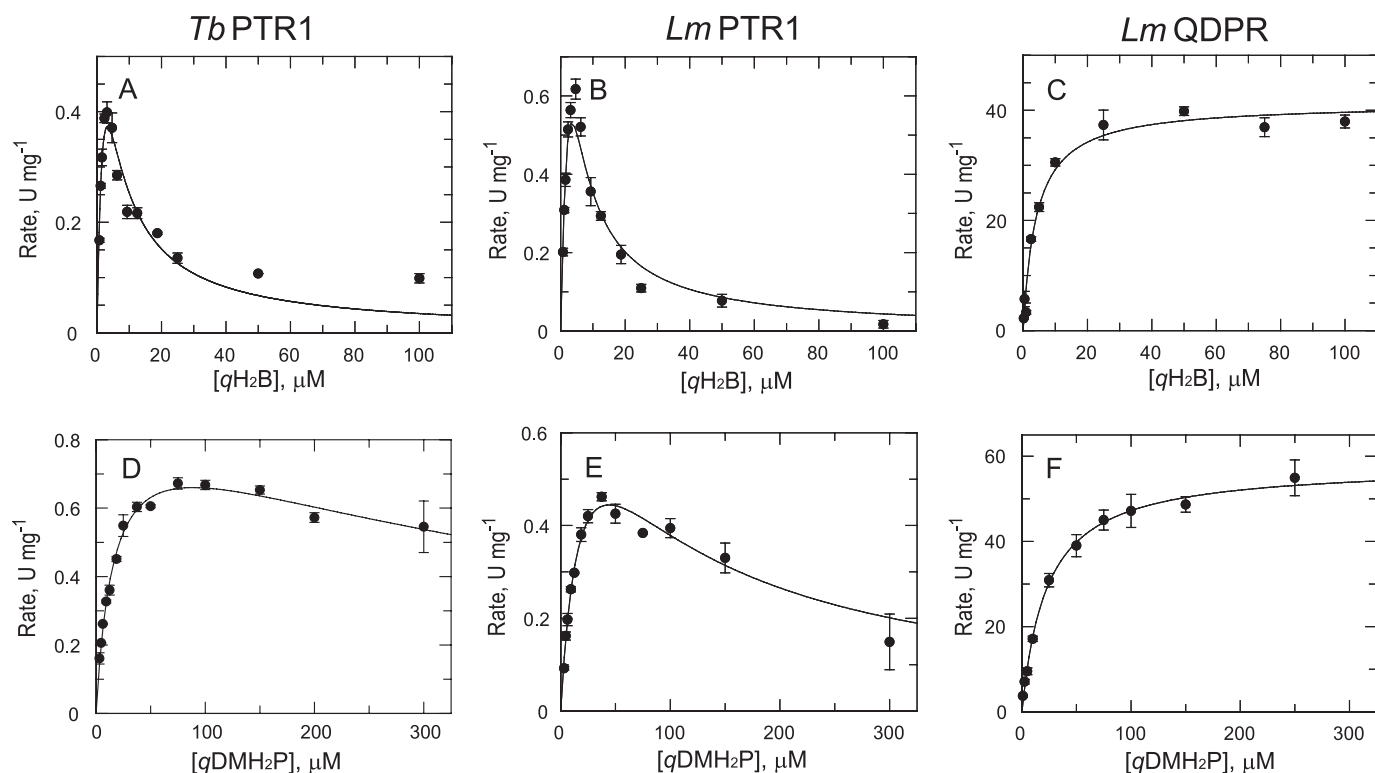 Tb PTR1
Lm PTR1
Lm QDPR
A
Rate, U mg-1
0.4
0.2
0
0 20 40 60 80 100
[qH2B], μM
B
Rate, U mg-1
0.6
0.4
0.2
0
0 20 40 60 80 100
[qH2B], μM
C
Rate, U mg-1
40
20
0
0 20 40 60 80 100
[qH2B], μM
D
Rate, U mg-1
0.8
0.6
0.4
0.2
0
0 100 200 300
[qDMH2P], μM
E
Rate, U mg-1
0.6
0.4
0.2
0
0 100 200 300
[qDMH2P], μM
F
Rate, U mg-1
60
40
20
0
0 100 200 300
[qDMH2P], μM